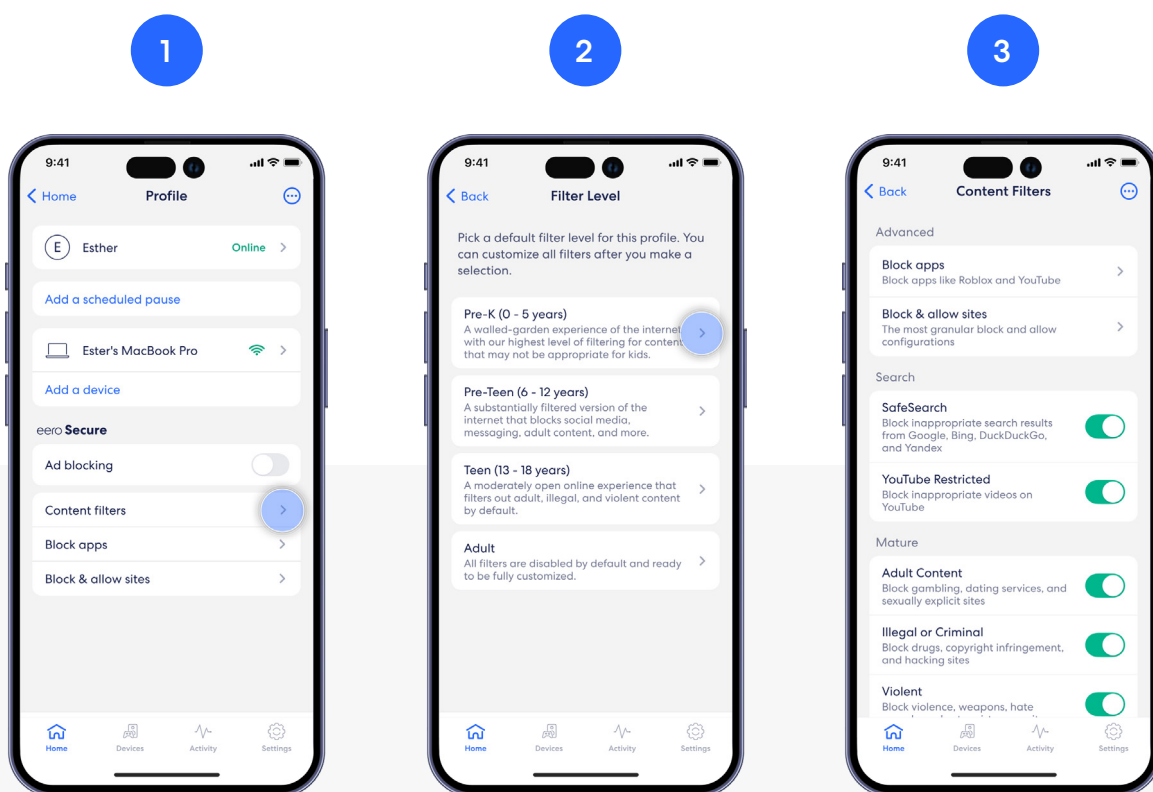 1
2
3
9:41
Home
Profile
E
Esther
Online
Add a scheduled pause
Ester's MacBook Pro
Add a device
eero Secure
Ad blocking
Content filters
Block apps
Block & allow sites
Home
Devices
Activity
Settings
9:41
Back
Filter Level
Pick a default filter level for this profile. You
can customize all filters after you make a
selection.
Pre-K (0 - 5 years)
A walled-garden experience of the internet
with our highest level of filtering for content
that may not be appropriate for kids.
Pre-Teen (6 - 12 years)
A substantially filtered version of the
internet that blocks social media,
messaging, adult content, and more.
Teen (13 - 18 years)
A moderately open online experience that
filters out adult, illegal, and violent content
by default.
Adult
All filters are disabled by default and ready
to be fully customized.
Home
Devices
Activity
Settings
9:41
Back
Content Filters
Advanced
Block apps
Block apps like Roblox and YouTube
Block & allow sites
The most granular block and allow
configurations
Search
SafeSearch
Block inappropriate search results
from Google, Bing, DuckDuckGo,
and Yandex
YouTube Restricted
Block inappropriate videos on
YouTube
Mature
Adult Content
Block gambling, dating services, and
sexually explicit sites
Illegal or Criminal
Block drugs, copyright infringement,
and hacking sites
Violent
Block violence, weapons, hate
Home
Devices
Activity
Settings